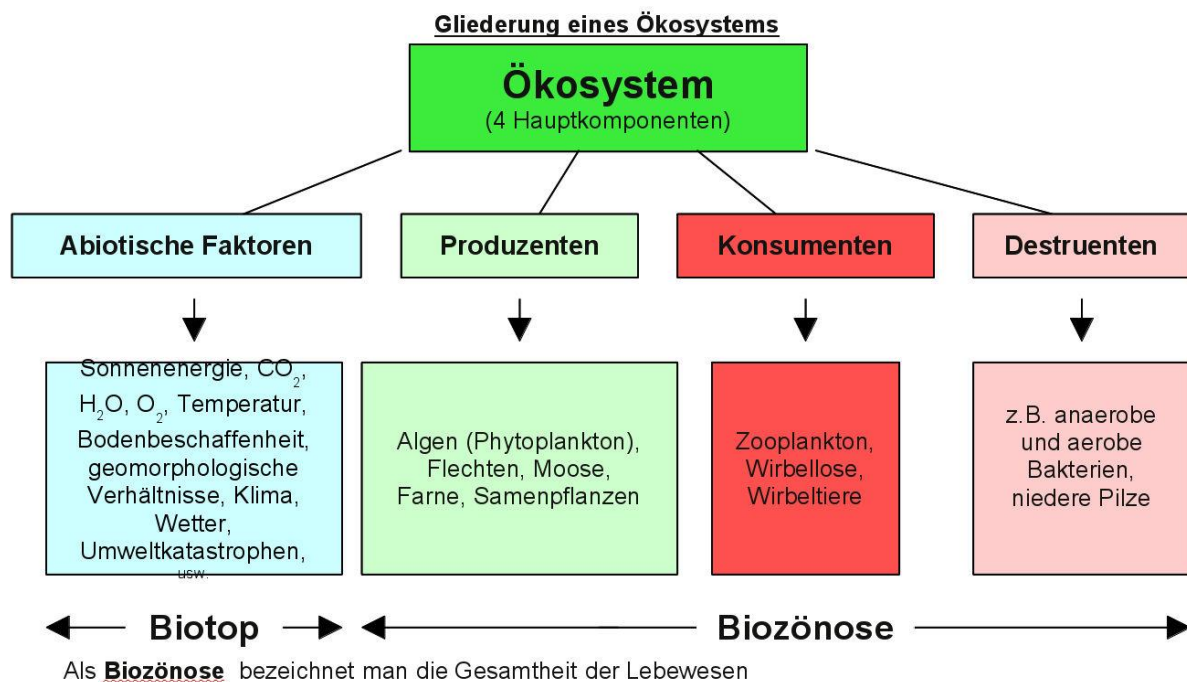 Gliederung eines Ökosystems
Ökosystem
(4 Hauptkomponenten)
Abiotische Faktoren
Produzenten
Konsumenten
Destruenten
Sonnenenergie, CO₂,
H₂O, O₂, Temperatur,
Bodenbeschaffenheit,
geomorphologische
Verhältnisse, Klima,
Wetter,
Umweltkatastrophen,
usw.
Algen (Phytoplankton),
Flechten, Moose,
Farne, Samenpflanzen
Zooplankton,
Wirbellose,
Wirbeltiere
z.B. anaerobe
und aerobe
Bakterien,
niedere Pilze
Biotop
Biozönose
Als Biozönose bezeichnet man die Gesamtheit der Lebewesen